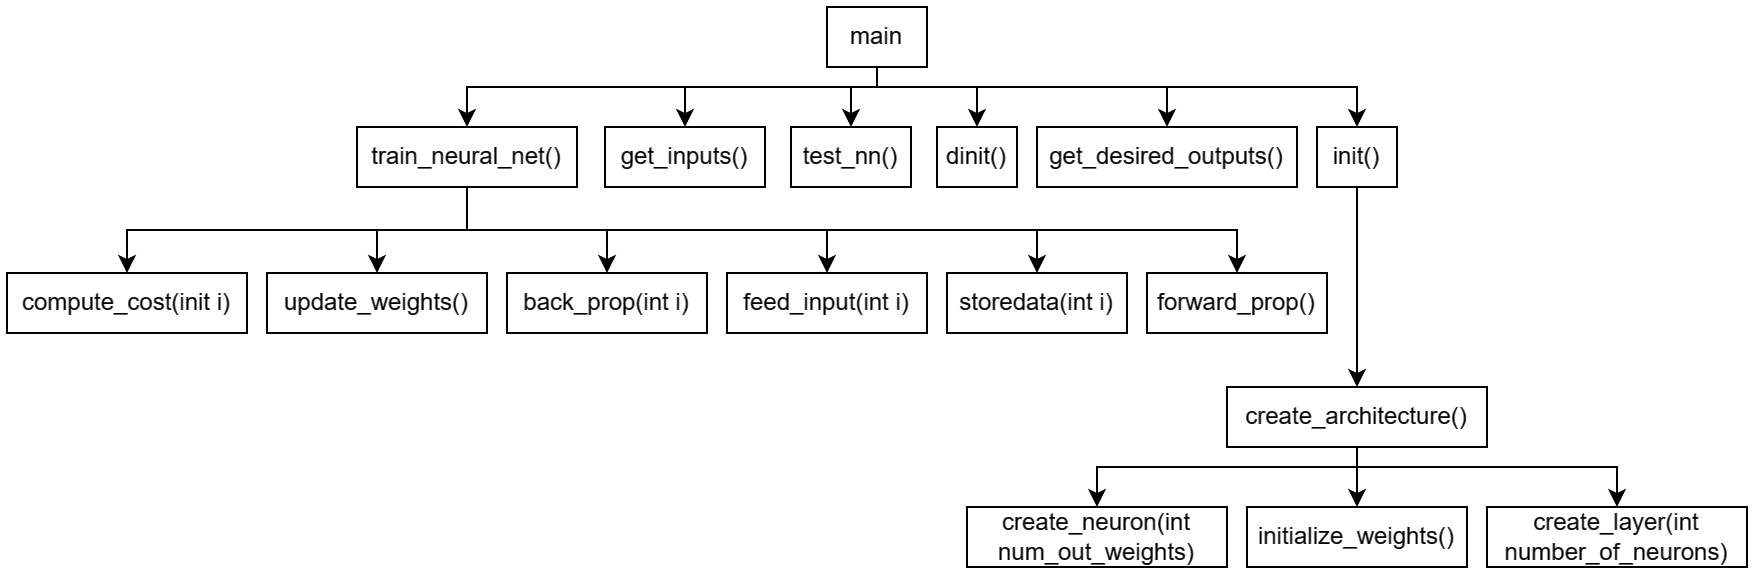 main
train_neural_net()
get_inputs()
test_nn()
dinit()
get_desired_outputs()
init()
compute_cost(init i)
update_weights()
back_prop(int i)
feed_input(int i)
storedata(int i)
forward_prop()
create_architecture()
create_neuron(int
num_out_weights)
initialize_weights()
create_layer(int
number_of_neurons)